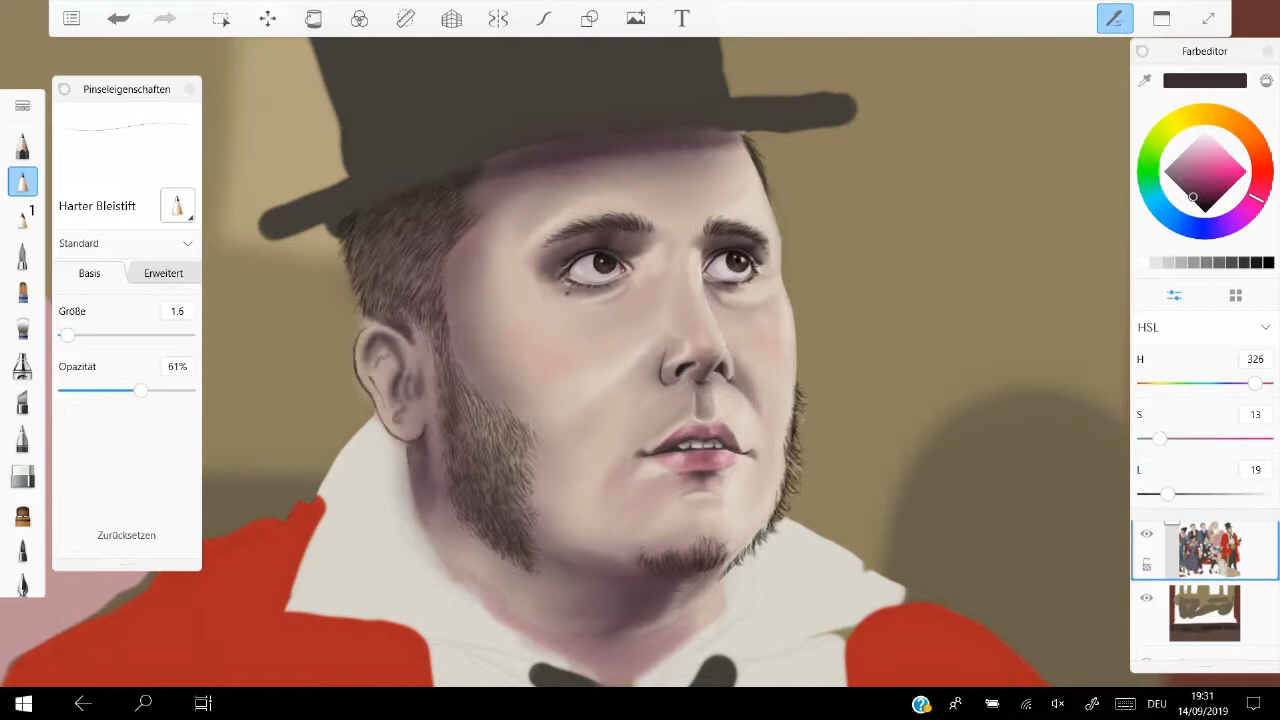 T
Pinseleigenschaften
Harter Bleistift
Standard
Basis
Erweitert
Größe
1.6
Opazität
61%
Zurücksetzen
1
Farbeditor
HSL
H
326
S
13
L
19
DEU
19:31
14/09/2019